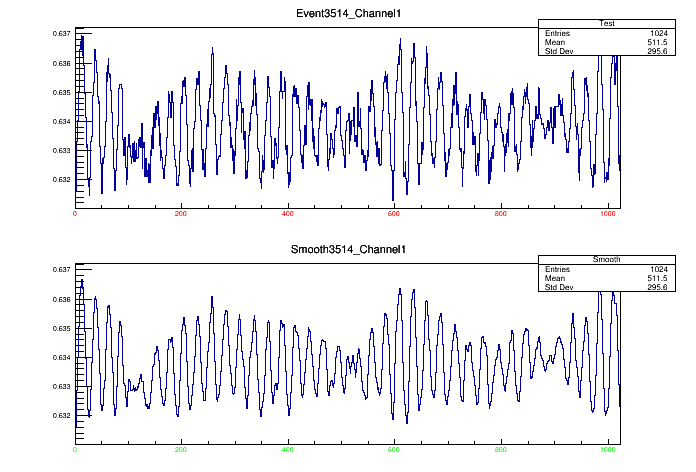 Event3514_Channel1
Test
Entries 1024
Mean 511.5
Std Dev 295.6
0.637
0.636
0.635
0.634
0.633
0.632
0 200 400 600 800 1000
Smooth3514_Channel1
Smooth
Entries 1024
Mean 511.5
Std Dev 295.6
0.637
0.636
0.635
0.634
0.633
0.632
0 200 400 600 800 1000